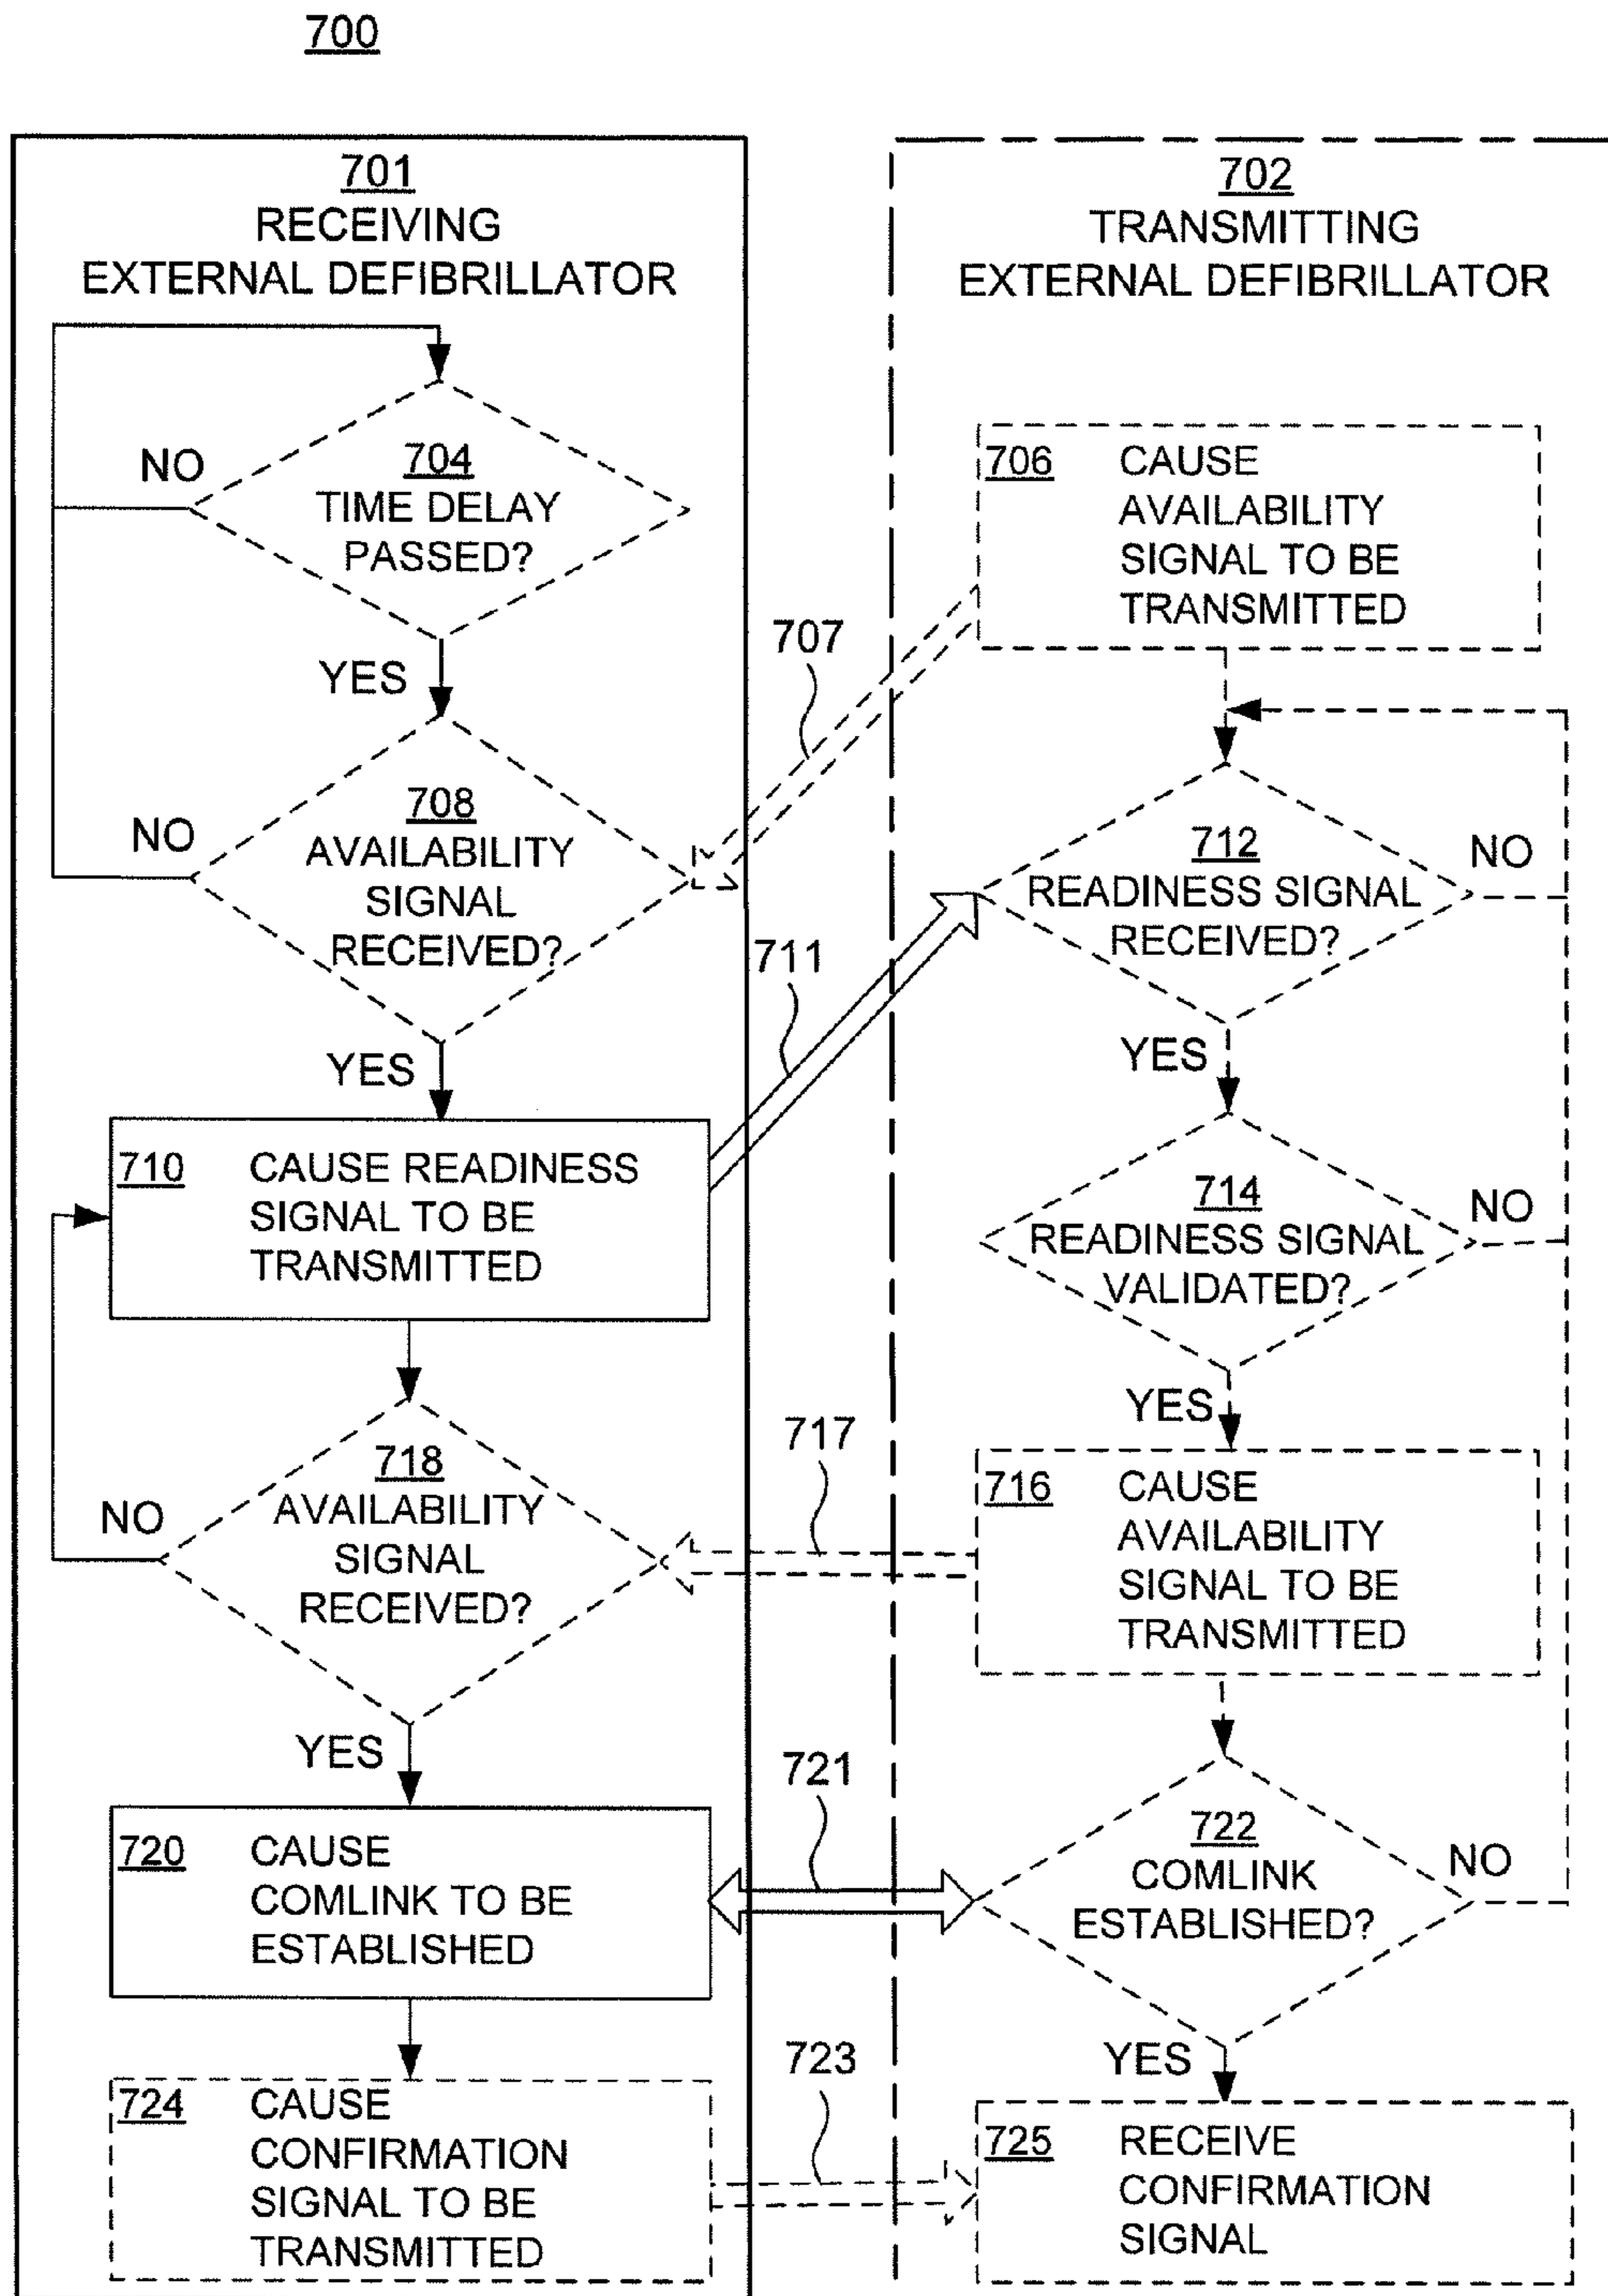 700
701
RECEIVING
EXTERNAL DEFIBRILLATOR
NO
704
TIME DELAY
PASSED?
YES
NO
708
AVAILABILITY
SIGNAL
RECEIVED?
YES
710 CAUSE READINESS
SIGNAL TO BE
TRANSMITTED
718
AVAILABILITY
SIGNAL
RECEIVED?
NO
YES
720 CAUSE
COMLINK TO BE
ESTABLISHED
724 CAUSE
CONFIRMATION
SIGNAL TO BE
TRANSMITTED
707
711
717
721
723
702
TRANSMITTING
EXTERNAL DEFIBRILLATOR
706 CAUSE
AVAILABILITY
SIGNAL TO BE
TRANSMITTED
712
READINESS SIGNAL
RECEIVED?
NO
YES
714
READINESS SIGNAL
VALIDATED?
NO
YES
716 CAUSE
AVAILABILITY
SIGNAL TO BE
TRANSMITTED
722
COMLINK
ESTABLISHED?
NO
YES
725 RECEIVE
CONFIRMATION
SIGNAL